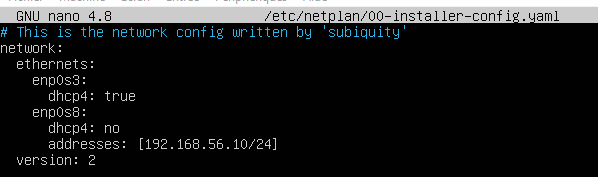 GNU nano 4.8 /etc/netplan/00-installer-config.yaml
# This is the network config written by 'subiquity'
network:
  ethernets:
    enp0s3:
      dhcp4: true
    enp0s8:
      dhcp4: no
      addresses: [192.168.56.10/24]
  version: 2